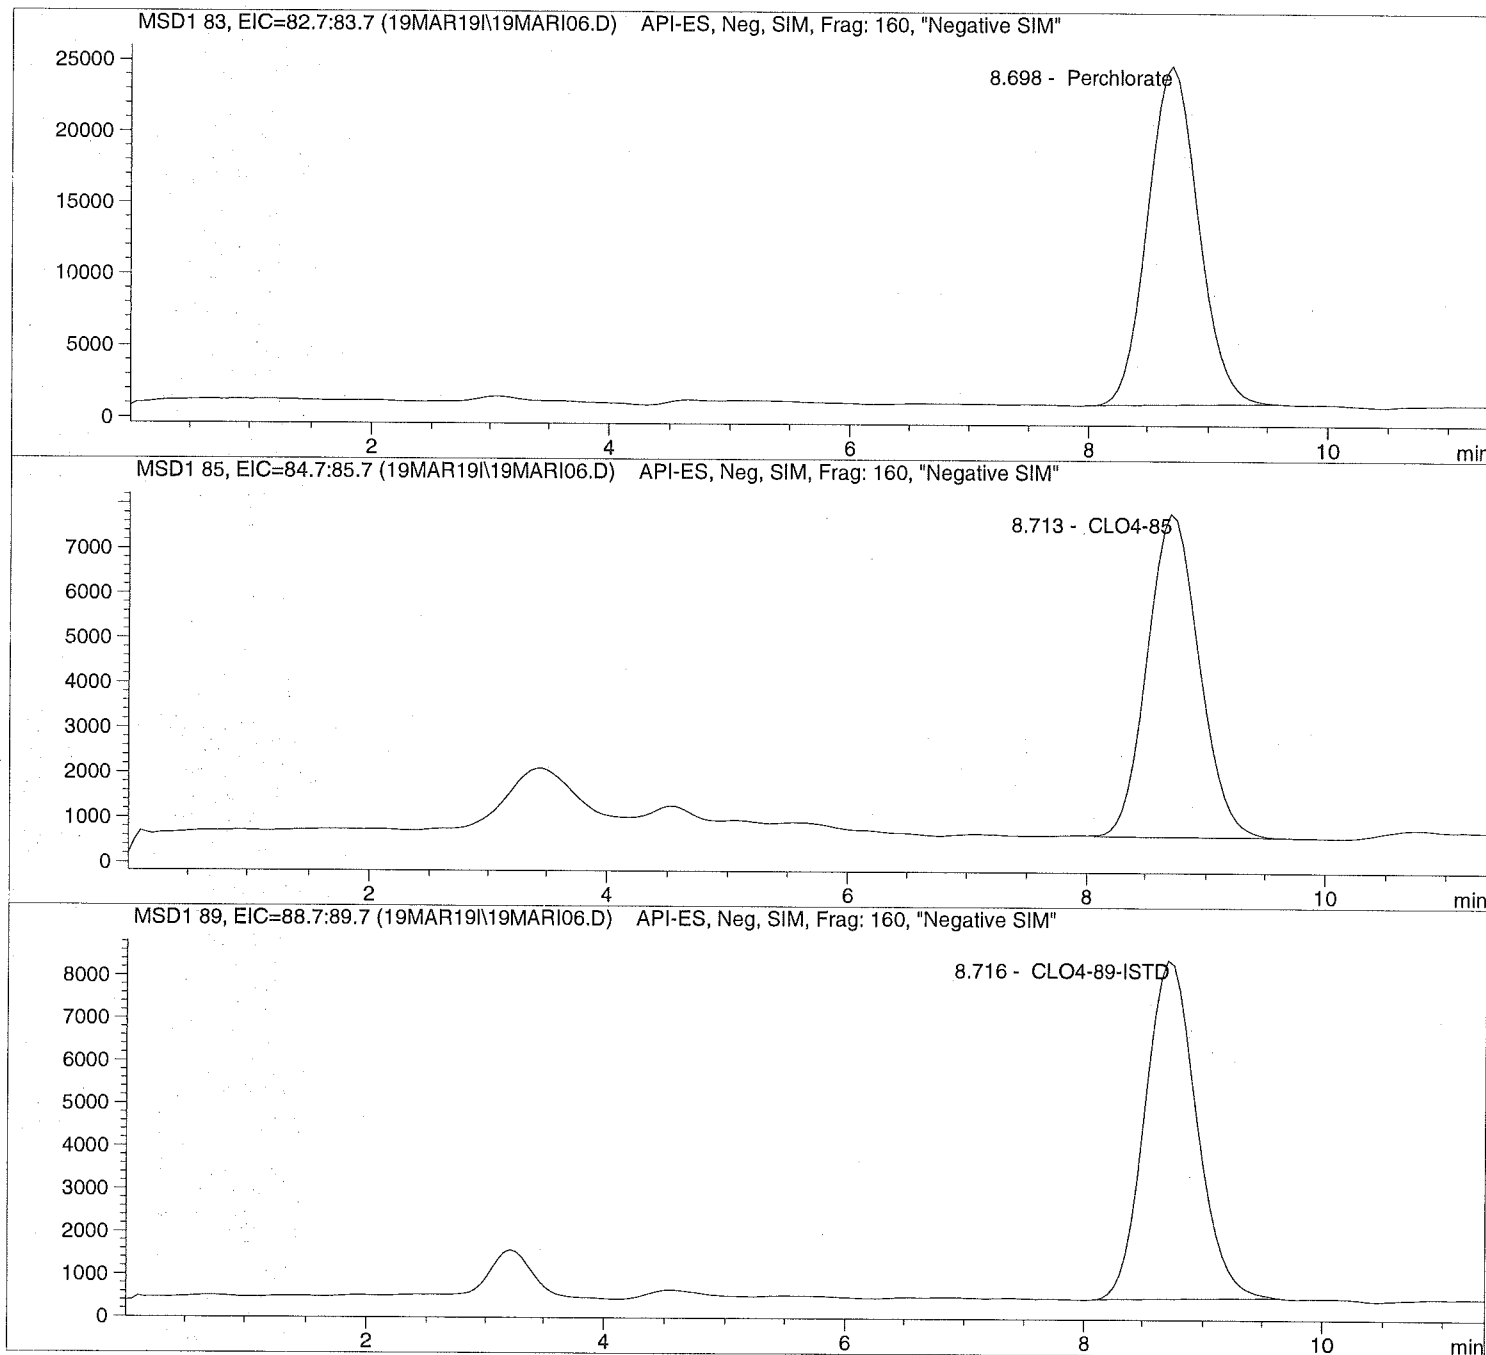 MSD1 83, EIC=82.7:83.7 (19MAR19I\19MARI06.D) API-ES, Neg, SIM, Frag: 160, "Negative SIM"
8.698 - Perchlorate
25000
20000
15000
10000
5000
0
2 4 6 8 10 min
MSD1 85, EIC=84.7:85.7 (19MAR19I\19MARI06.D) API-ES, Neg, SIM, Frag: 160, "Negative SIM"
8.713 - CLO4-85
7000
6000
5000
4000
3000
2000
1000
0
2 4 6 8 10 min
MSD1 89, EIC=88.7:89.7 (19MAR19I\19MARI06.D) API-ES, Neg, SIM, Frag: 160, "Negative SIM"
8.716 - CLO4-89-ISTD
8000
7000
6000
5000
4000
3000
2000
1000
0
2 4 6 8 10 min